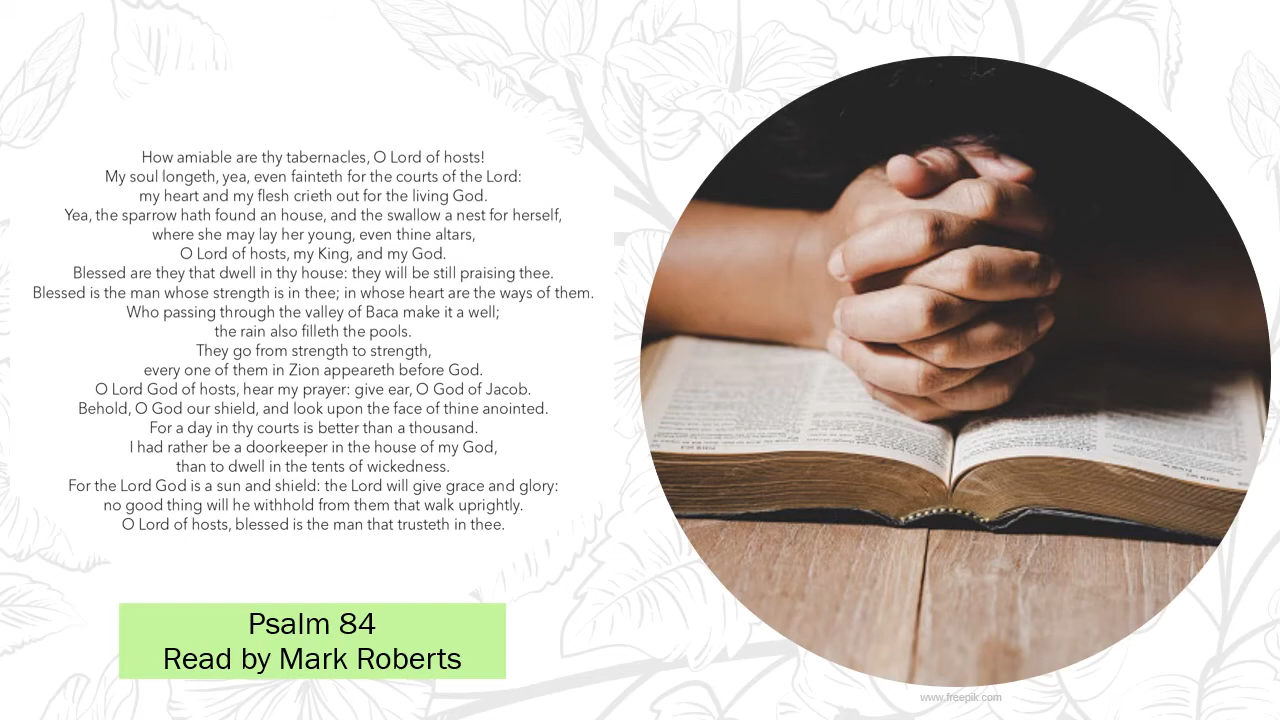 How amiable are thy tabernacles, O Lord of hosts!
My soul longeth, yea, even fainteth for the courts of the Lord:
my heart and my flesh crieth out for the living God.
Yea, the sparrow hath found an house, and the swallow a nest for herself,
where she may lay her young, even thine altars,
O Lord of hosts, my King, and my God.
Blessed are they that dwell in thy house: they will be still praising thee.
Blessed is the man whose strength is in thee; in whose heart are the ways of them.
Who passing through the valley of Baca make it a well;
the rain also filleth the pools.
They go from strength to strength,
every one of them in Zion appeareth before God.
O Lord God of hosts, hear my prayer: give ear, O God of Jacob.
Behold, O God our shield, and look upon the face of thine anointed.
For a day in thy courts is better than a thousand.
I had rather be a doorkeeper in the house of my God,
than to dwell in the tents of wickedness.
For the Lord God is a sun and shield: the Lord will give grace and glory:
no good thing will he withhold from them that walk uprightly.
O Lord of hosts, blessed is the man that trusteth in thee.
Psalm 84
Read by Mark Roberts
www.freepik.com